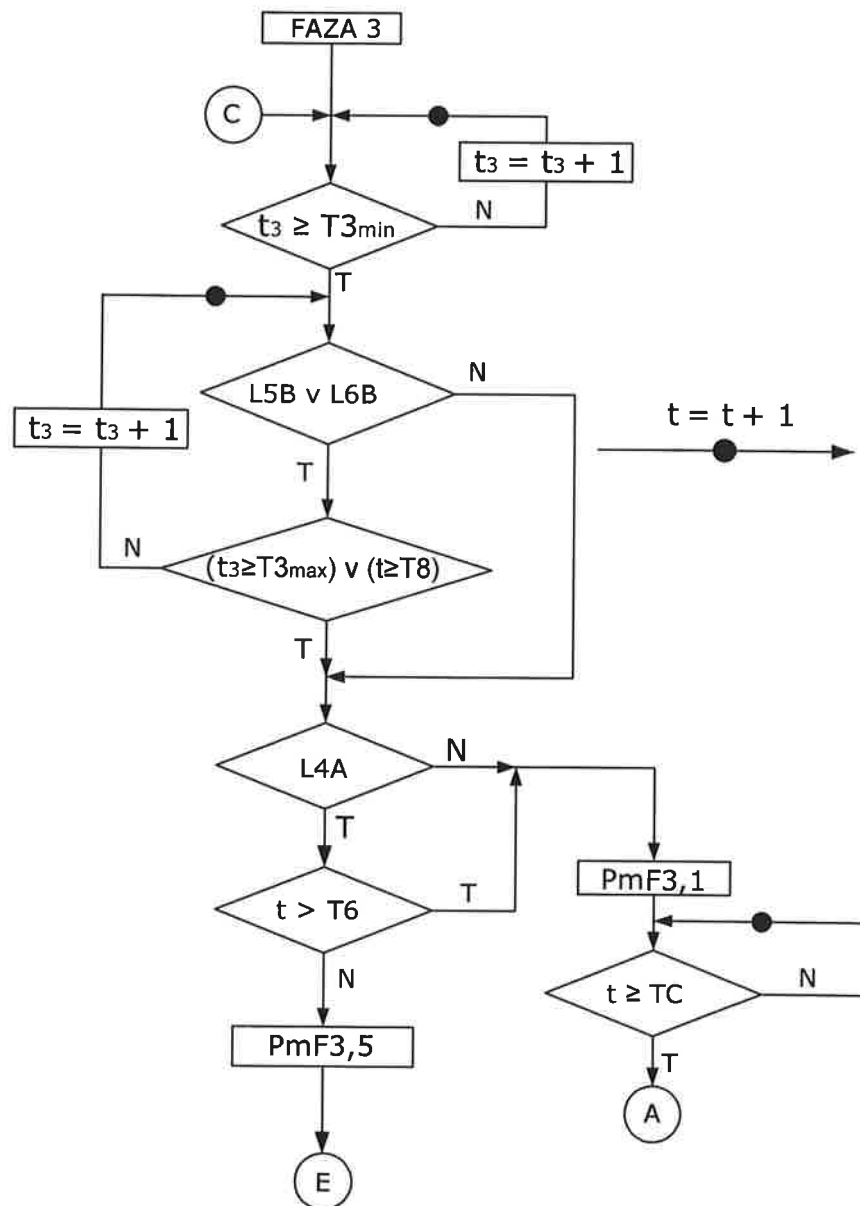 FAZA 3
C
t₃ = t₃ + 1
t₃ ≥ T3min
N
T
L5B v L6B
N
t₃ = t₃ + 1
t = t + 1
T
N
(t₃≥T3max) v (t≥T8)
T
L4A
N
T
PmF3,1
t > T6
T
N
t ≥ TC
N
PmF3,5
T
A
E